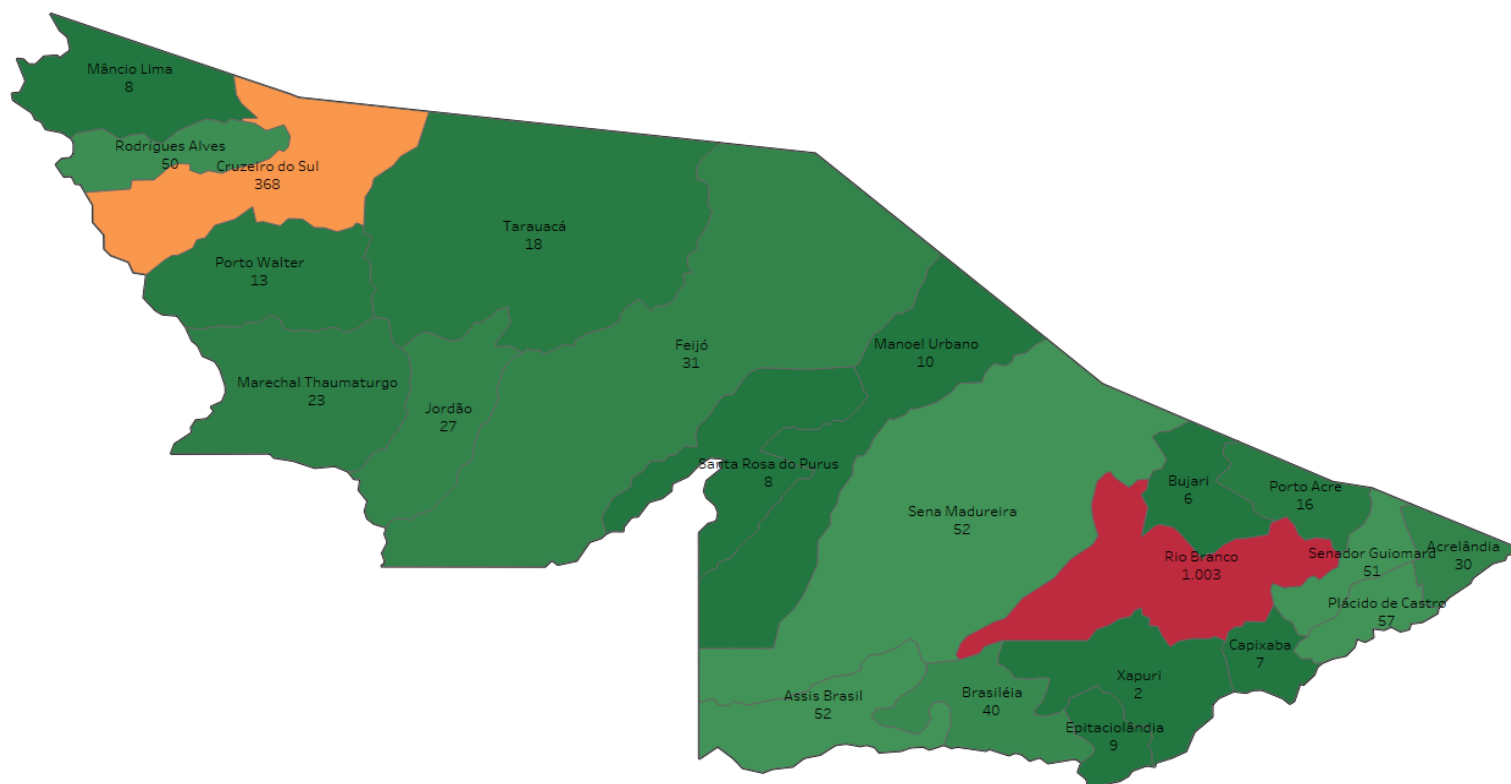 Mâncio Lima
8
Rodrigues Alves
50
Cruzeiro do Sul
368
Tarauacá
18
Porto Walter
13
Feijó
31
Manoel Urbano
10
Marechal Thaumaturgo
23
Jordão
27
Santa Rosa do Purus
8
Sena Madureira
52
Bujari
6
Porto Acre
16
Rio Branco
1.003
Senador Guiomard
51
Acrelândia
30
Plácido de Castro
57
Capixaba
7
Xapuri
2
Assis Brasil
52
Brasiléia
40
Epitaciolândia
9